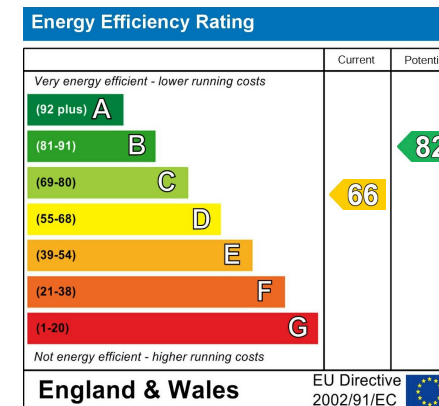 Energy Efficiency Rating
Current Potenti
Very energy efficient - lower running costs
(92 plus) A
(81-91) B
82
(69-80) C
66
(55-68) D
(39-54) E
(21-38) F
(1-20) G
Not energy efficient - higher running costs
England & Wales
EU Directive
2002/91/EC